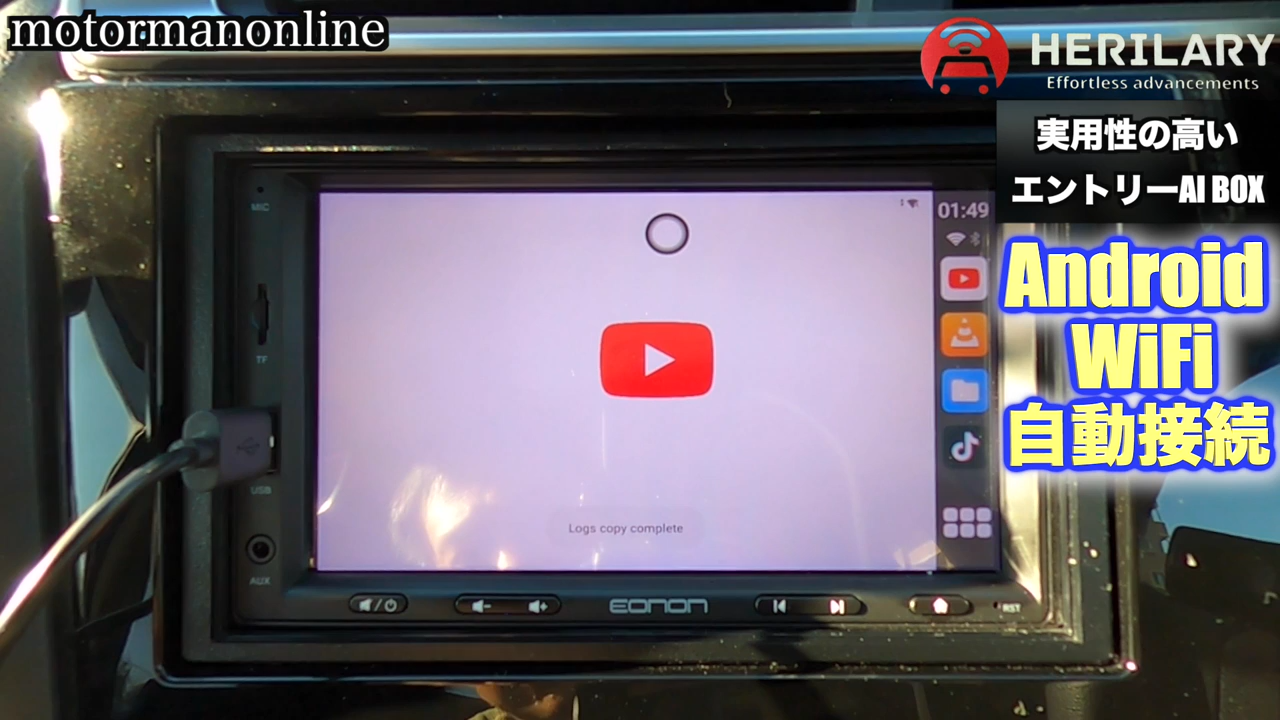 motormanonline
HERILARY
Effortless advancements
実用性の高い
エントリーAI BOX
Android
WiFi
自動接続
01:49
MIC
TF
USB
AUX
Logs copy complete
EONON
RST